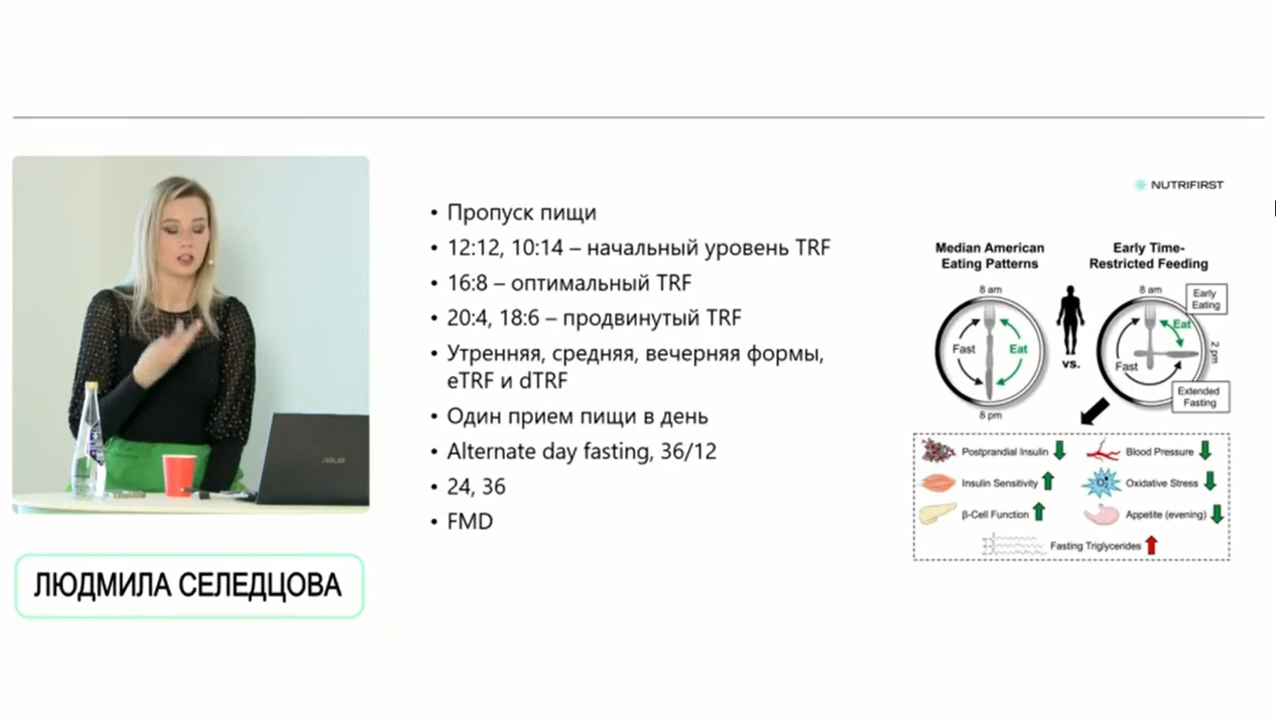 NUTRIFIRST
• Пропуск пищи
• 12:12, 10:14 – начальный уровень TRF
• 16:8 – оптимальный TRF
• 20:4, 18:6 – продвинутый TRF
• Утренняя, средняя, вечерняя формы,
eTRF и dTRF
• Один прием пищи в день
• Alternate day fasting, 36/12
• 24, 36
• FMD
Median American
Eating Patterns
8 am
Fast
Eat
8 pm
vs.
Early Time-
Restricted Feeding
8 am
Early
Eating
Eat
2 pm
Fast
Extended
Fasting
Postprandial Insulin
Blood Pressure
Insulin Sensitivity
Oxidative Stress
O₂
β-Cell Function
Appetite (evening)
Fasting Triglycerides
ASUS
ЛЮДМИЛА СЕЛЕДЦОВА